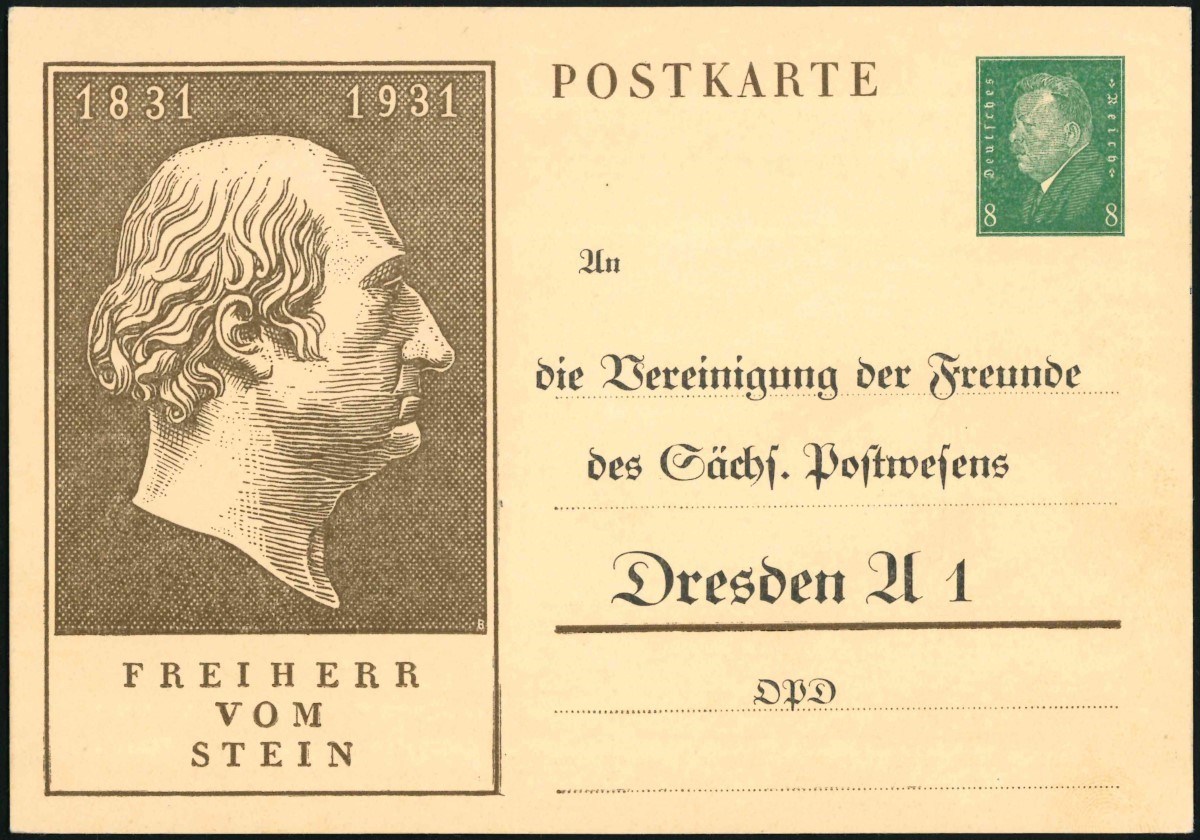 1831 1931
FREIHERR
VOM
STEIN
B
POSTKARTE
Deutsches
Reich
8 8
An
die Vereinigung der Freunde
des Sächs. Postwesens
Dresden A 1
OPD